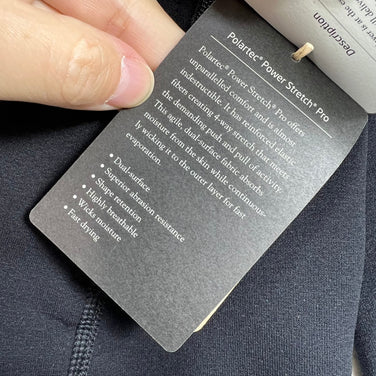 Polartec® Power Stretch® Pro
Polartec® Power Stretch® Pro offers
unparallelled comfort and is almost
indestructible. It has reinforced elastic
fibers creating 4-way stretch that meets
the demanding push and pull of activity.
This agile, dual-surface fabric absorbs
moisture from the skin while continuous-
ly wicking it to the outer layer for fast
evaporation.
• Dual-surface
• Superior abrasion resistance
• Shape retention
• Highly breathable
• Wicks moisture
• Fast drying
Description